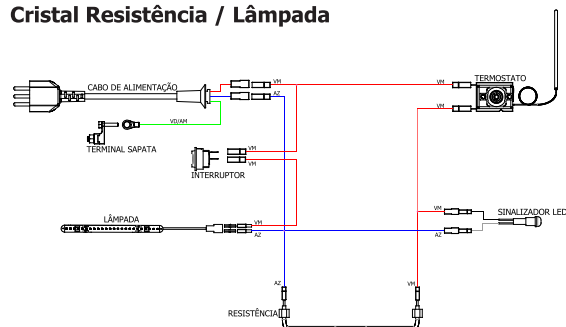 Cristal Resistência / Lâmpada
VM
TERMOSTATO
CABO DE ALIMENTAÇÃO
AZ
VM
VD/AM
TERMINAL SAPATA
VM
VM
INTERRUPTOR
LÂMPADA
VM
AZ
VM
AZ
SINALIZADOR LED
AZ
VM
RESISTÊNCIA